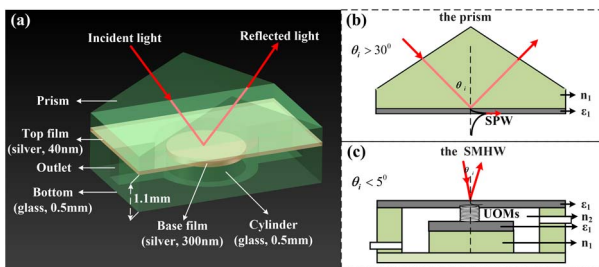 (a)
Incident light
Reflected light
Prism
Top film
(silver, 40nm)
Outlet
Bottom
(glass, 0.5mm)
1.1mm
Base film
(silver, 300nm)
Cylinder
(glass, 0.5mm)
(b)
the prism
θi > 30°
θi
n1
ε1
SPW
(c)
the SMHW
θi < 5°
θi
ε1
UOMs
n2
ε1
n1